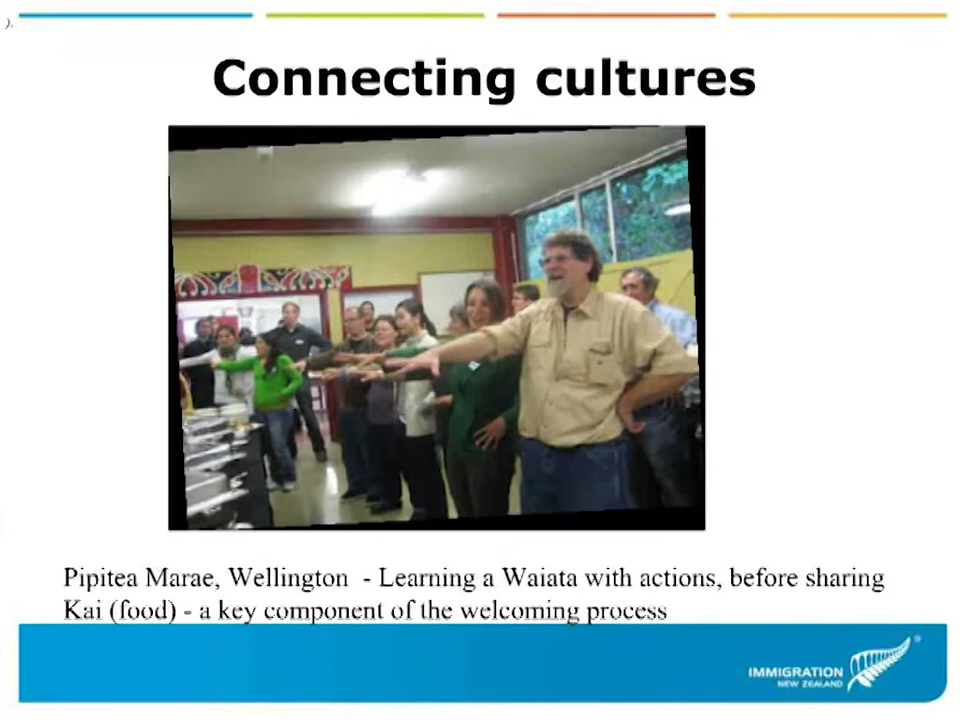 ).
Connecting cultures
Pipitea Marae, Wellington - Learning a Waiata with actions, before sharing
Kai (food) - a key component of the welcoming process
IMMIGRATION
NEW ZEALAND
®